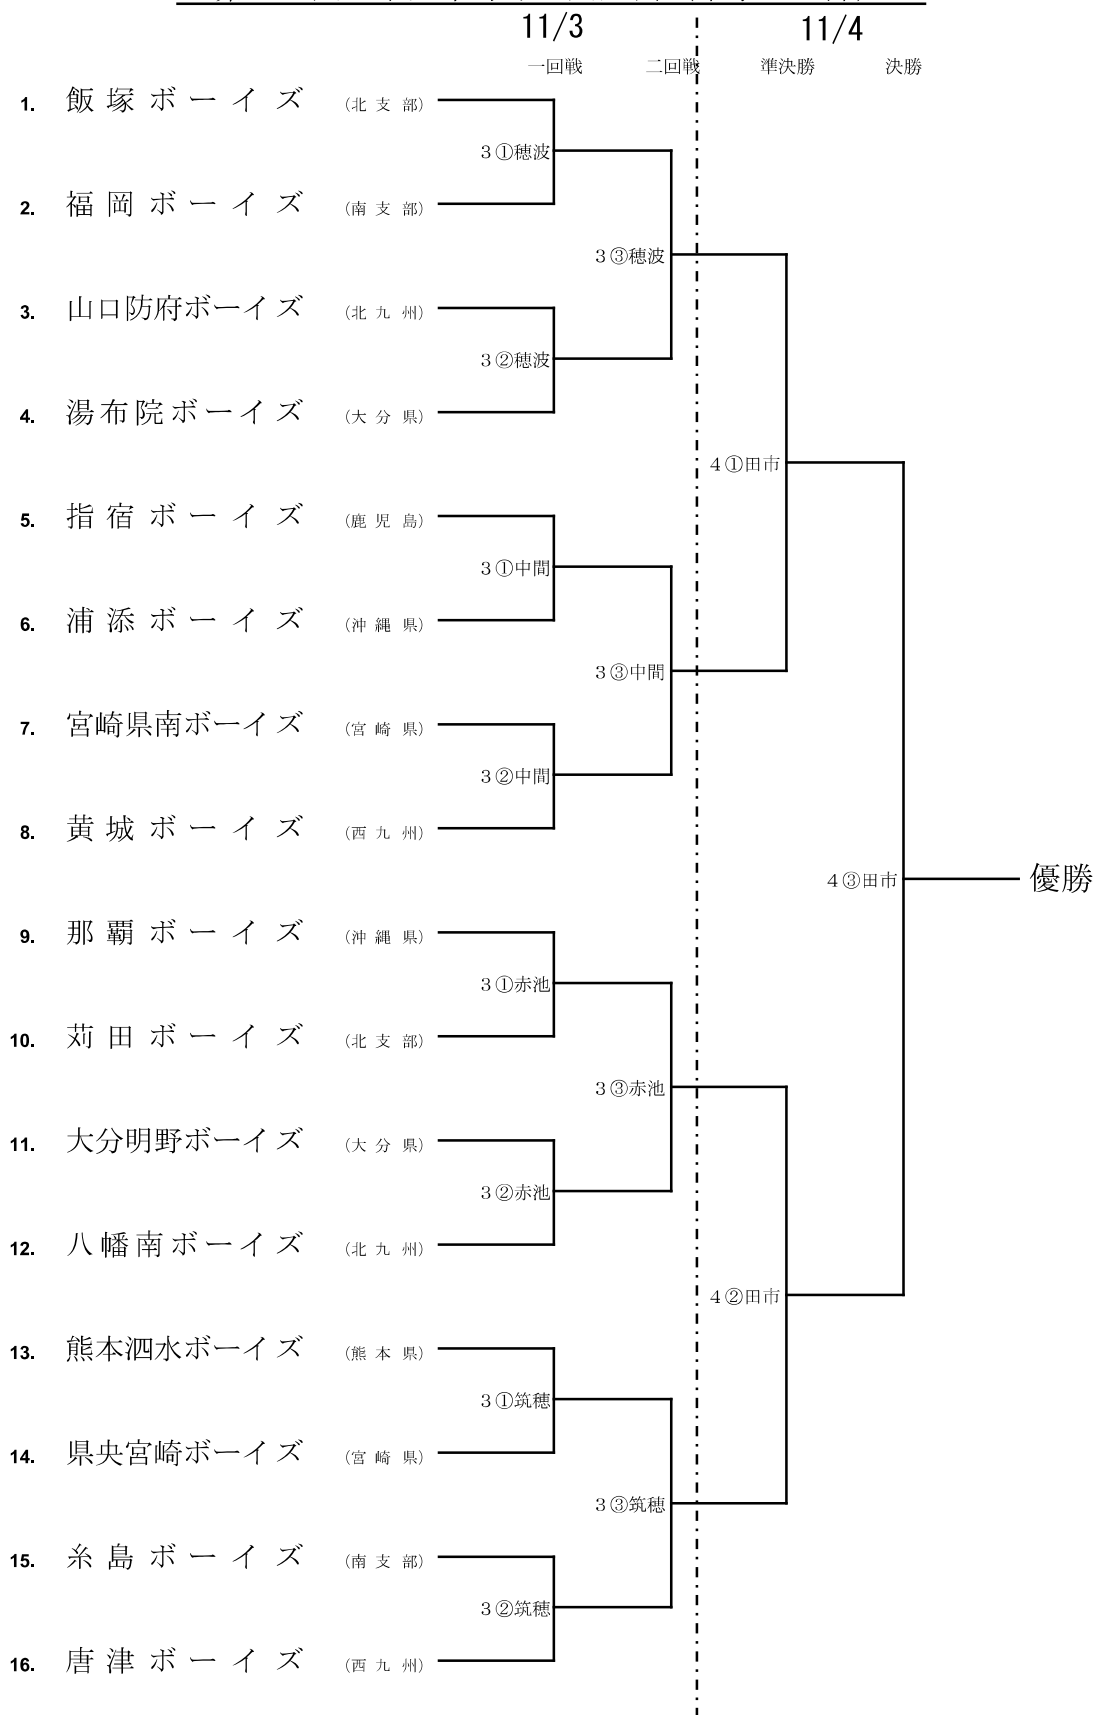 11/3 11/4
一回戦 二回戦 準決勝 決勝
1. 飯塚ボーイズ (北支部)
3①穂波
2. 福岡ボーイズ (南支部)
3③穂波
3. 山口防府ボーイズ (北九州)
3②穂波
4. 湯布院ボーイズ (大分県)
4①田市
5. 指宿ボーイズ (鹿児島)
3①中間
6. 浦添ボーイズ (沖縄県)
3③中間
7. 宮崎県南ボーイズ (宮崎県)
3②中間
8. 黄城ボーイズ (西九州)
4③田市 優勝
9. 那覇ボーイズ (沖縄県)
3①赤池
10. 苅田ボーイズ (北支部)
3③赤池
11. 大分明野ボーイズ (大分県)
3②赤池
12. 八幡南ボーイズ (北九州)
4②田市
13. 熊本泗水ボーイズ (熊本県)
3①筑穂
14. 県央宮崎ボーイズ (宮崎県)
3③筑穂
15. 糸島ボーイズ (南支部)
3②筑穂
16. 唐津ボーイズ (西九州)